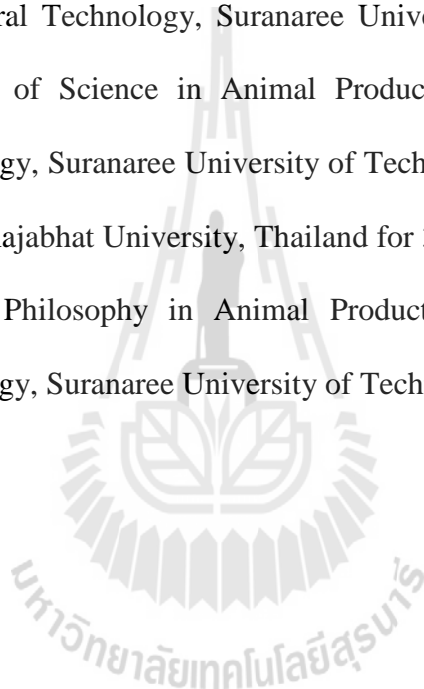 ral Technology, Suranaree Unive
of Science in Animal Produc
gy, Suranaree University of Tech
ajabhat University, Thailand for
Philosophy in Animal Product
gy, Suranaree University of Tech
มหาวิทยาลัยเทคโนโลยีสุรนารี